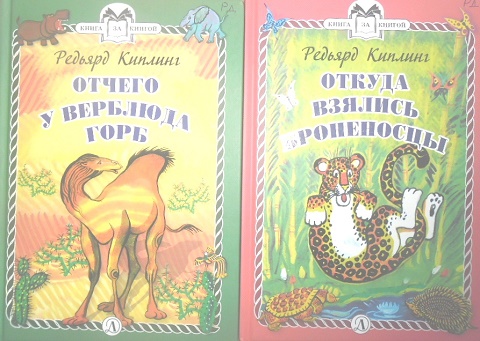 КНИГА ЗА КНИГОЙ
Редьярд Киплинг
ОТЧЕГО
У ВЕРБЛЮДА
ГОРБ
Л
КНИГА ЗА КНИГОЙ
Редьярд Киплинг
ОТКУДА
ВЗЯЛИСЬ
БРОНЕНОСЦЫ
Л